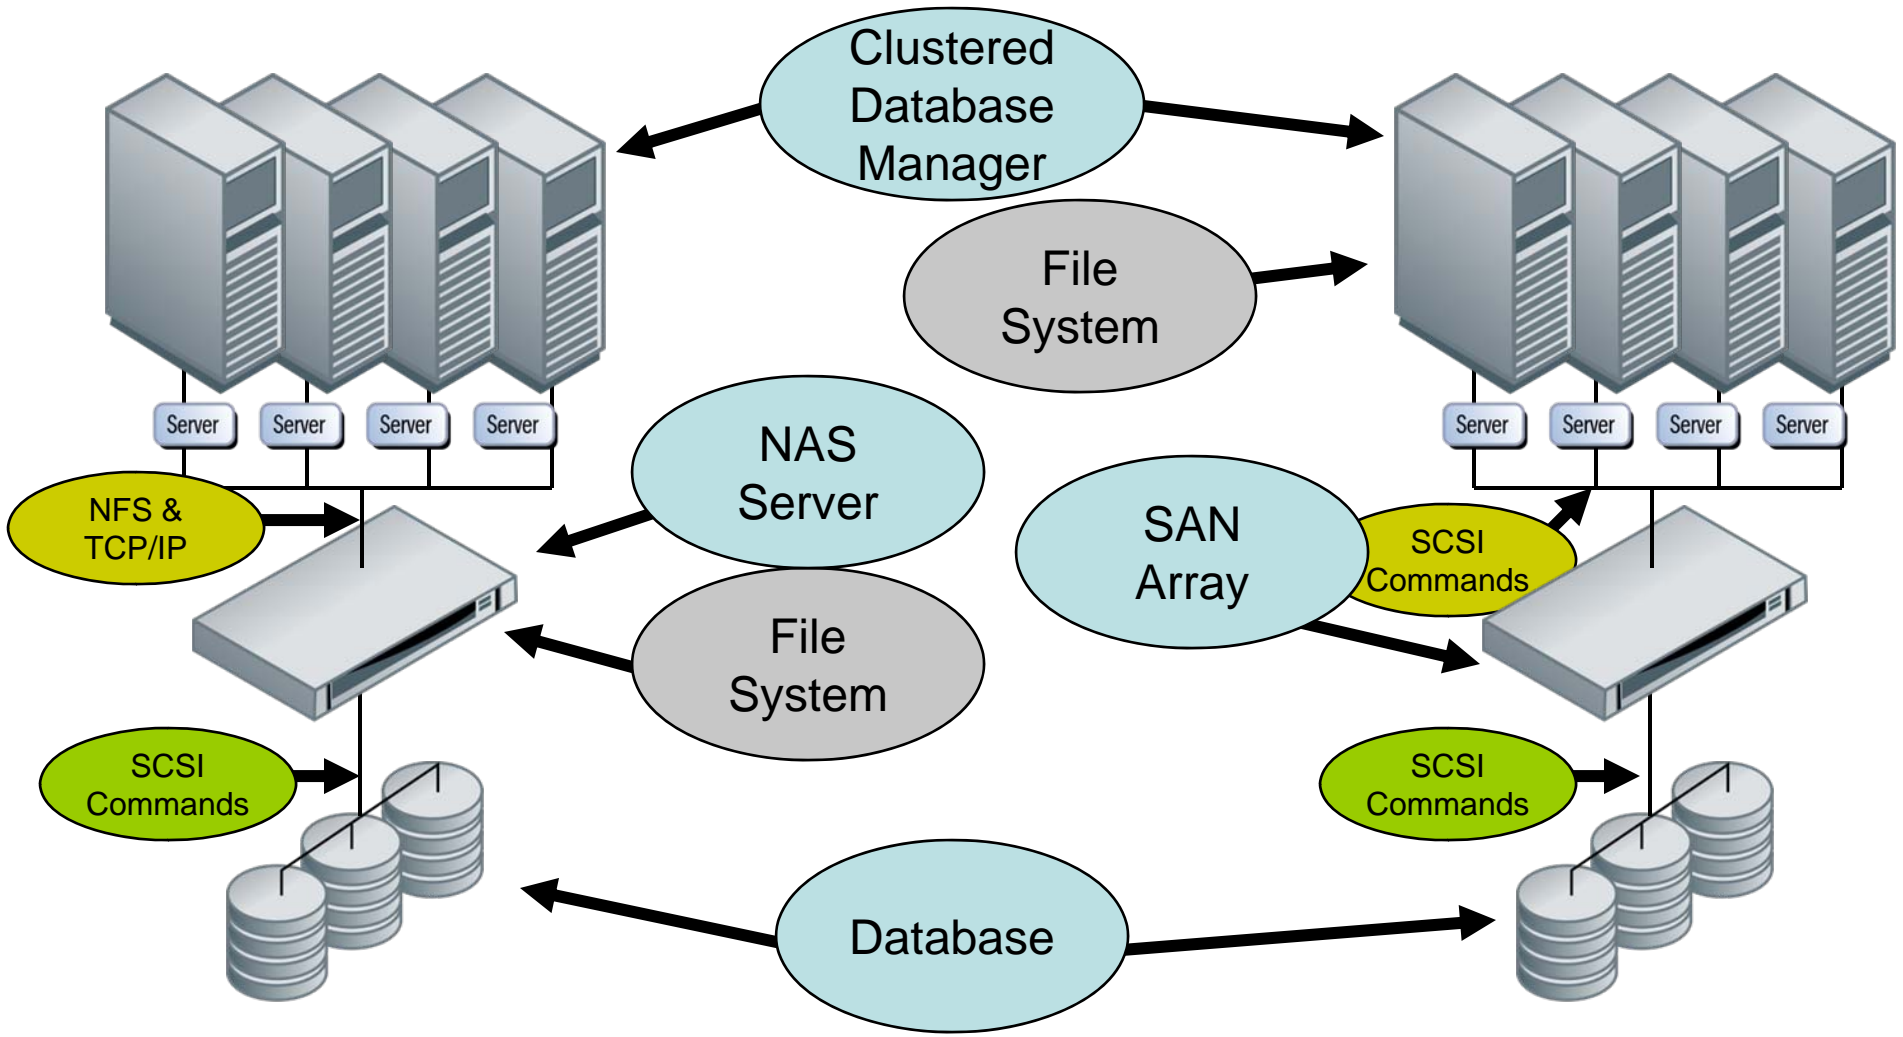 Clustered
Database
Manager
File
System
Server
Server
Server
Server
Server
Server
Server
Server
NAS
Server
NFS &
TCP/IP
SAN
Array
SCSI
Commands
File
System
SCSI
Commands
SCSI
Commands
Database